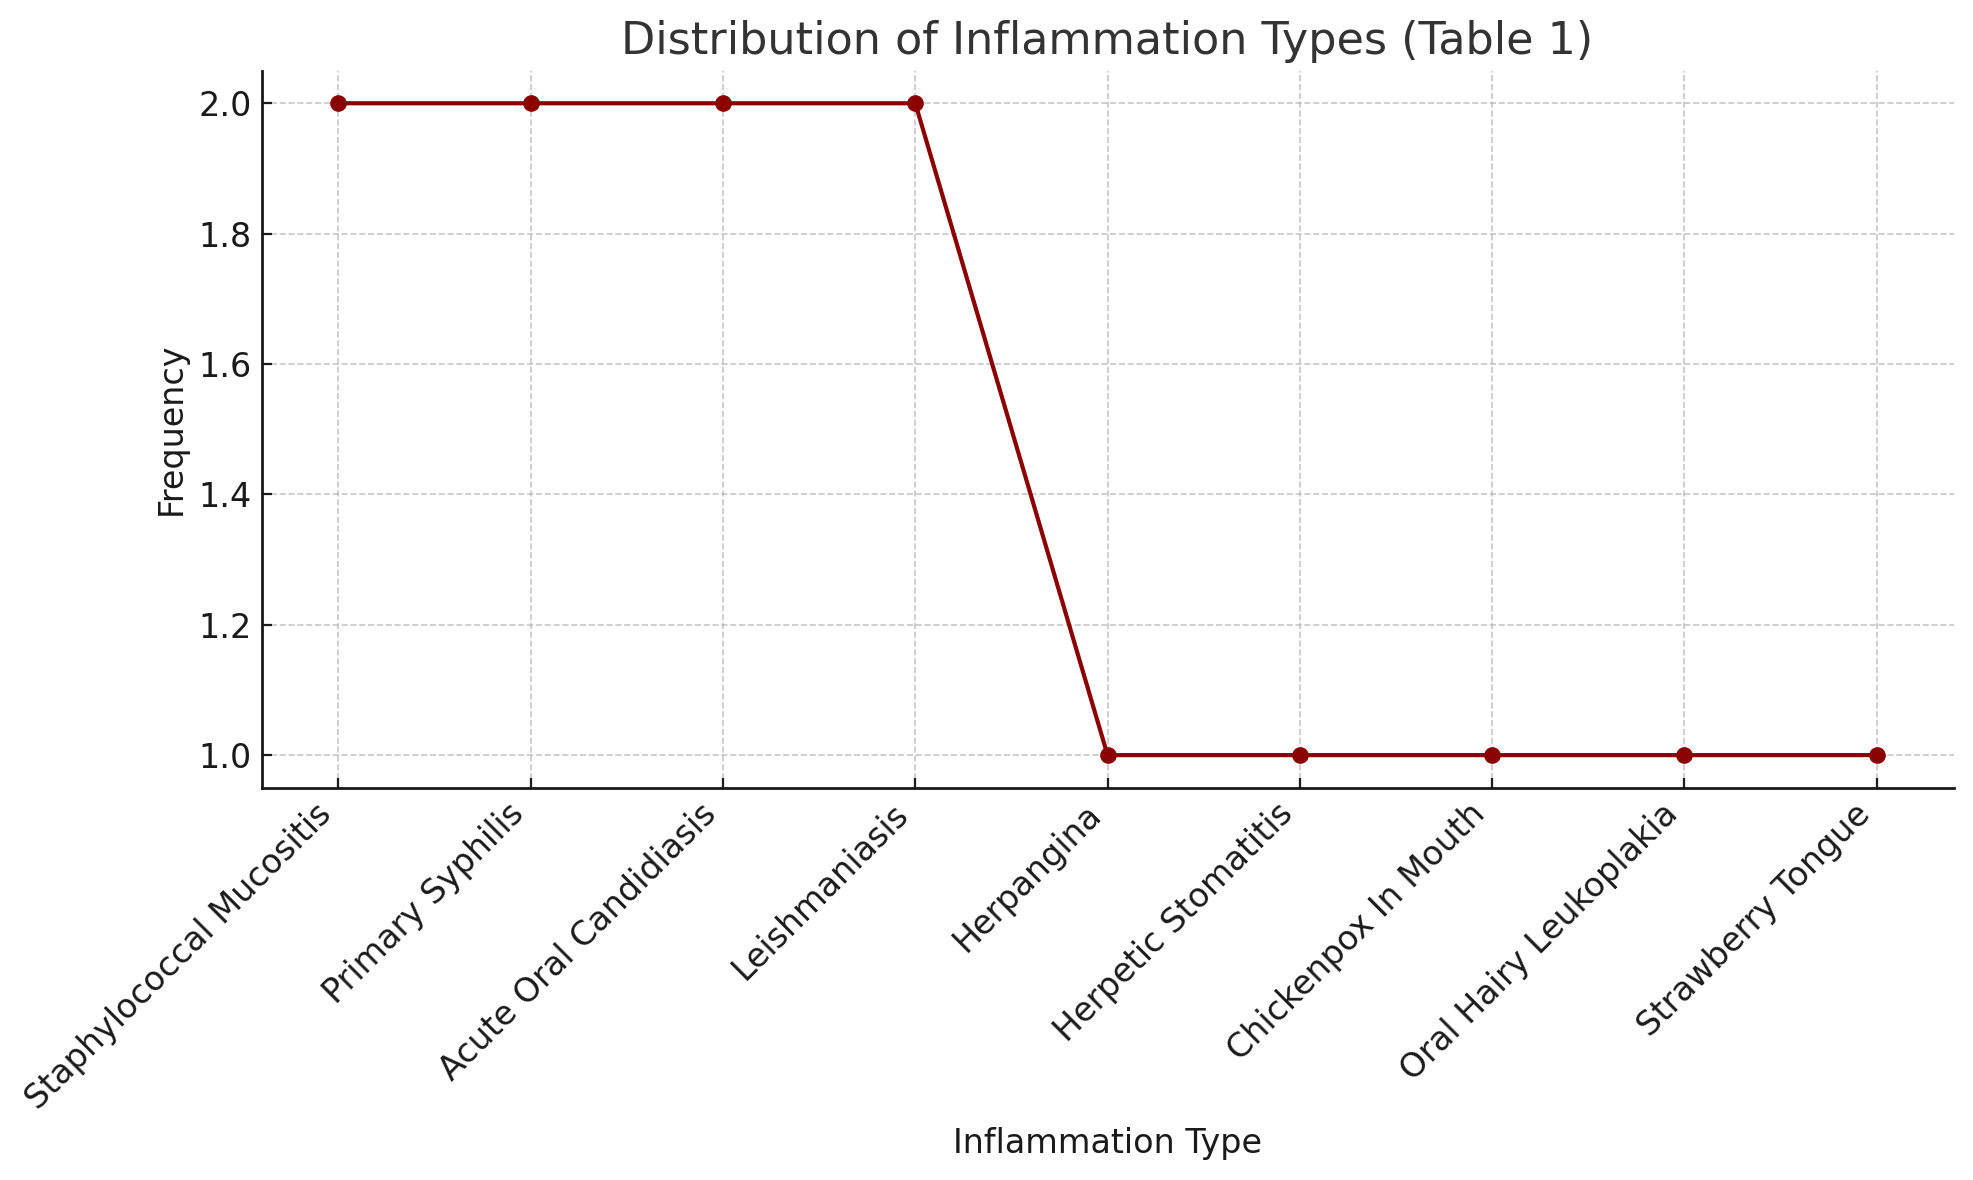 Distribution of Inflammation Types (Table 1)
Frequency
2.0
1.8
1.6
1.4
1.2
1.0
Staphylococcal Mucositis
Primary Syphilis
Acute Oral Candidiasis
Leishmaniasis
Herpangina
Herpetic Stomatitis
Chickenpox In Mouth
Oral Hairy Leukoplakia
Strawberry Tongue
Inflammation Type